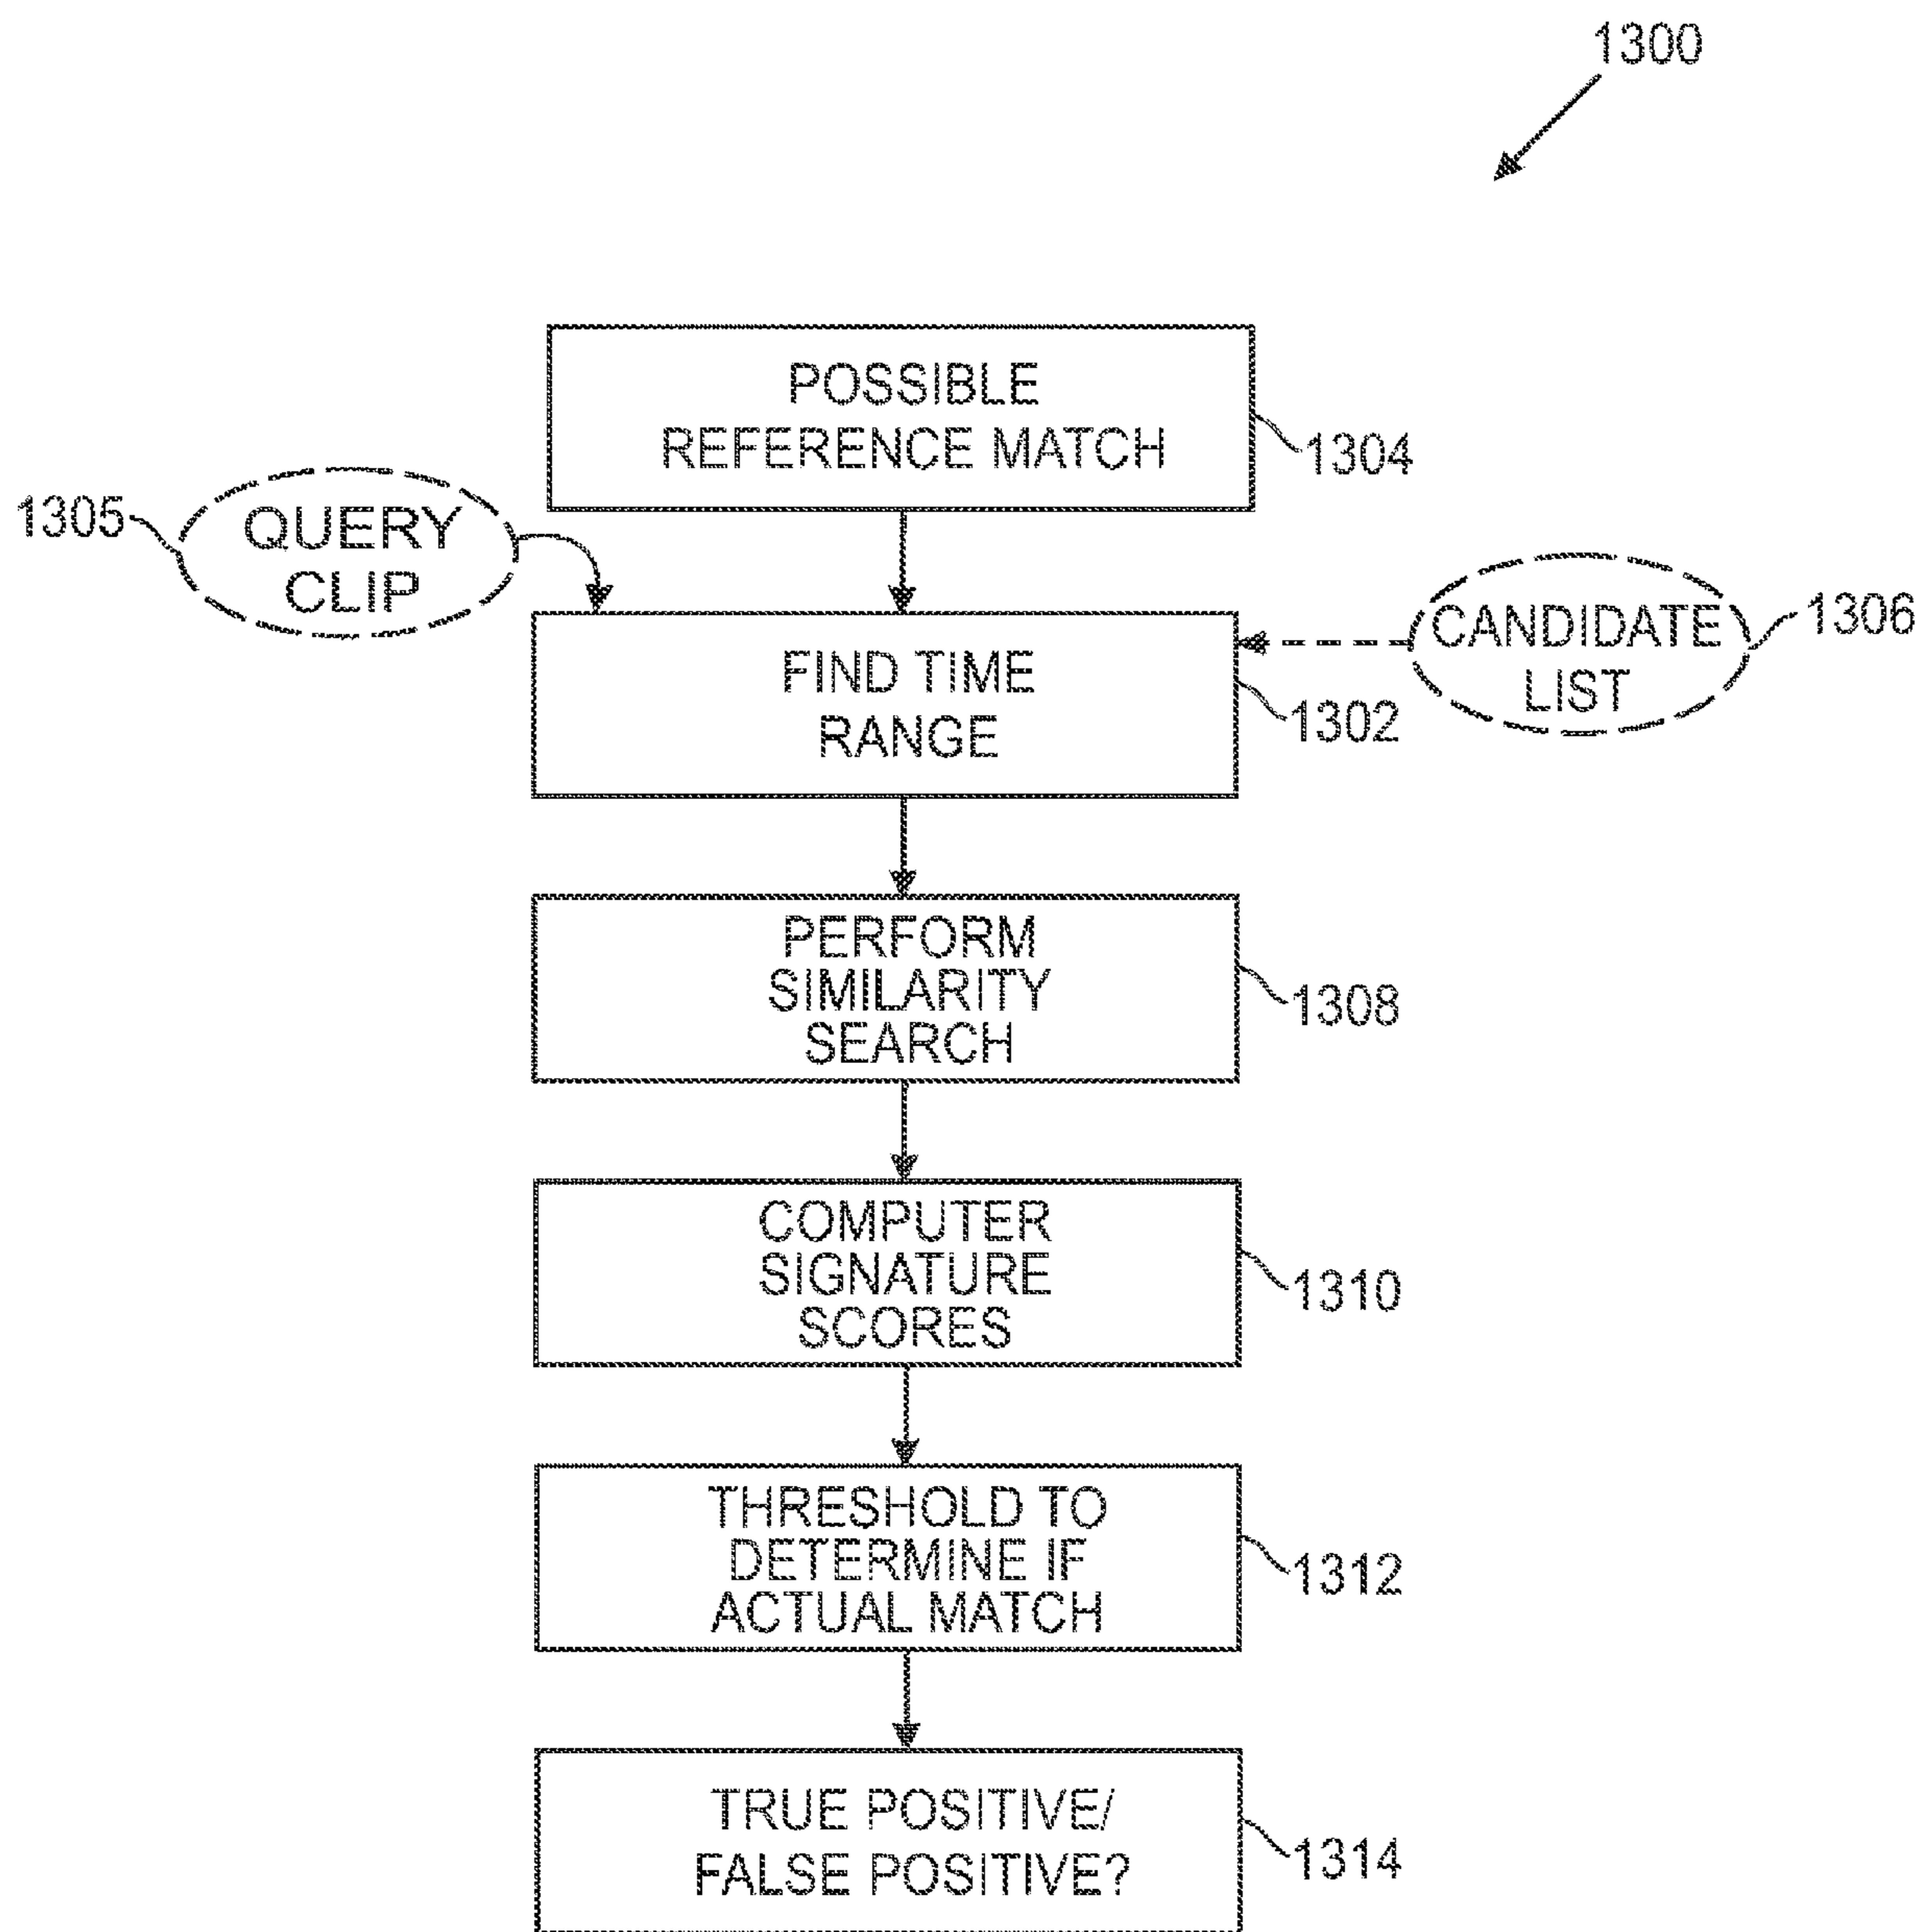 1300
POSSIBLE
REFERENCE MATCH
1304
1305
QUERY
CLIP
CANDIDATE
LIST
1306
FIND TIME
RANGE
1302
PERFORM
SIMILARITY
SEARCH
1308
COMPUTER
SIGNATURE
SCORES
1310
THRESHOLD TO
DETERMINE IF
ACTUAL MATCH
1312
TRUE POSITIVE/
FALSE POSITIVE?
1314